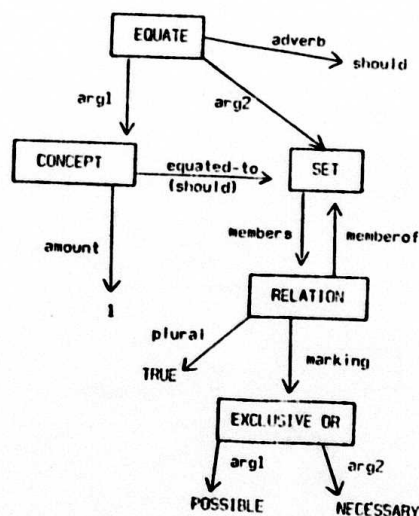 EQUATE
adverb
should
arg1
arg2
CONCEPT
equated-to
(should)
SET
members
memberof
amount
1
RELATION
plural
marking
TRUE
EXCLUSIVE OR
arg1
arg2
POSSIBLE
NECESSARY